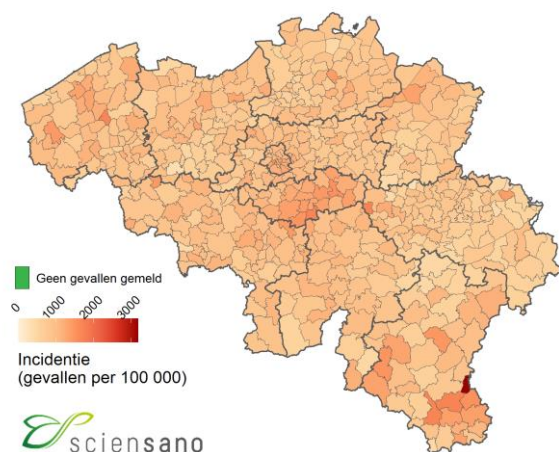 Geen gevallen gemeld
0
1000
2000
3000
Incidentie
(gevallen per 100 000)
sciensano